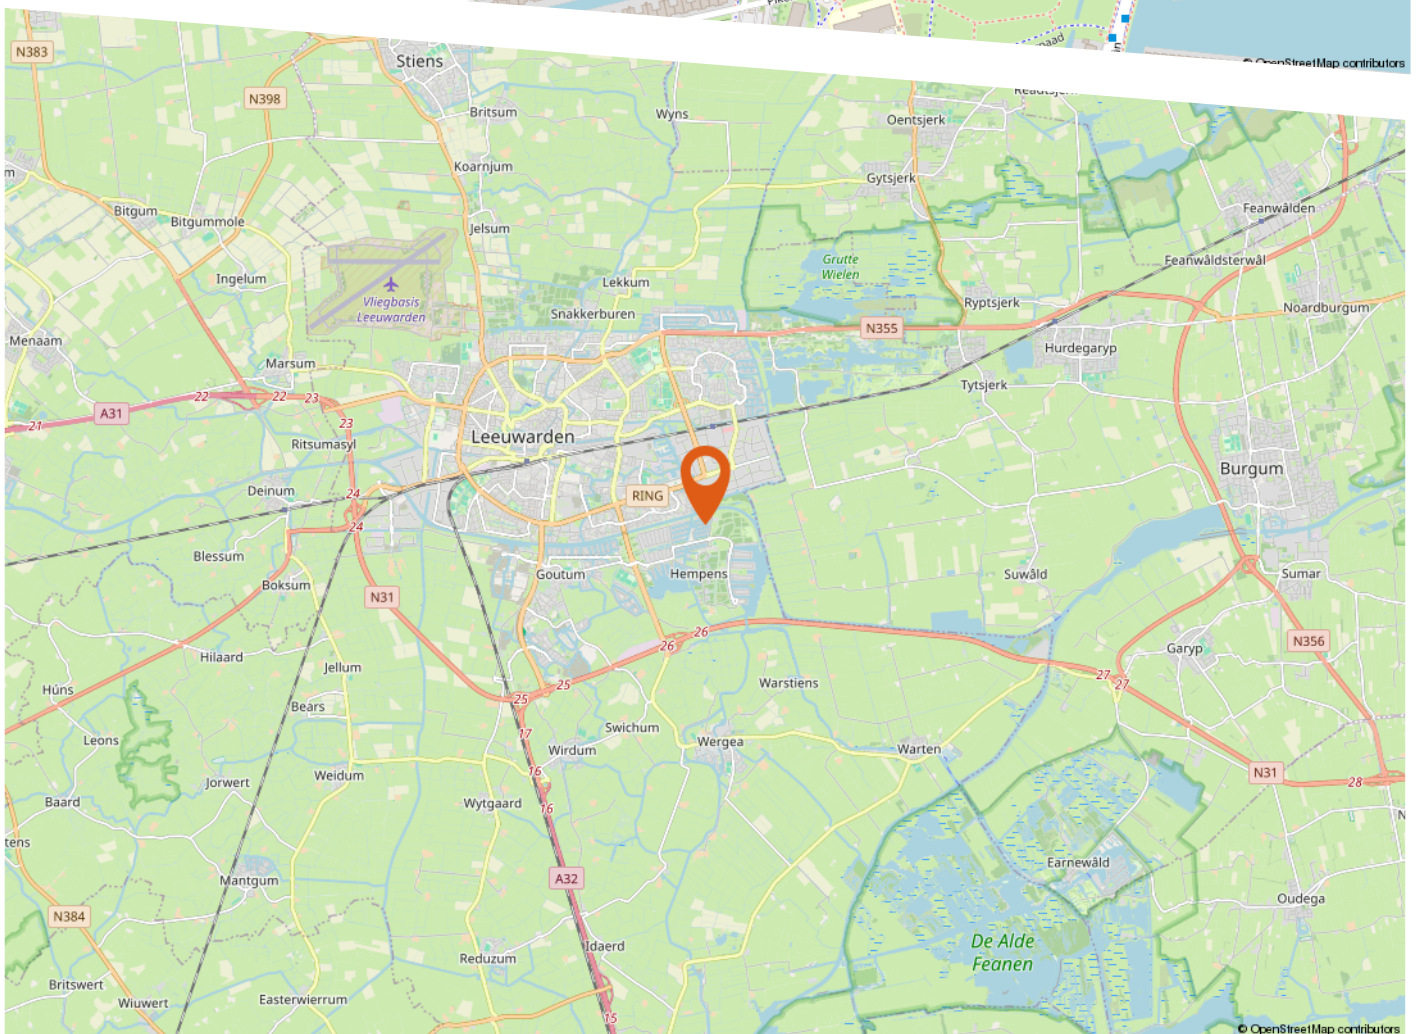 © OpenStreetMap contributors
N383
Stiens
N398
Britsum
Wyns
Oentsjerk
Koarnjum
Gytsjerk
Bitgum
Bitgummole
Jelsum
Feanwâlden
Grutte
Wielen
Feanwâldsterwâl
Ingelum
Lekkum
Vliegbasis
Leeuwarden
Ryptsjerk
Noardburgum
Snakkerburen
N355
Menaam
Hurdegaryp
Marsum
Tytsjerk
22
22
23
A31
21
23
Ritsumasyl
Leeuwarden
Burgum
Deinum
24
RING
24
Blessum
Goutum
Hempens
Suwâld
Sumar
Boksum
N31
26
26
N356
Garyp
Hilaard
Jellum
27
27
Húns
25
25
Warstiens
Bears
Swichum
17
Leons
Wirdum
Wergea
Warten
Weidum
16
N31
28
Jorwert
Baard
Wytgaard
16
tens
Earnewâld
Mantgum
A32
Oudega
N384
De Alde
Feanen
Idaerd
Reduzum
Britswert
Wiuwert
Easterwierrum
15
© OpenStreetMap contributors